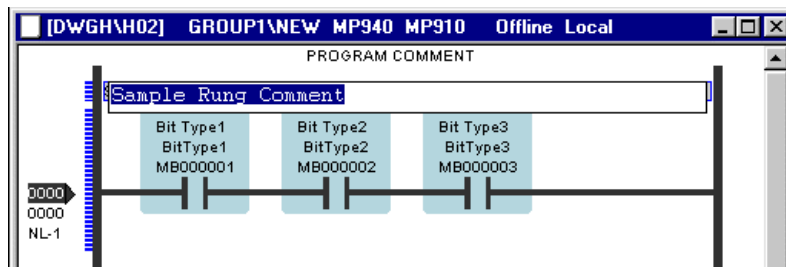 [DWGH\H02] GROUP1\NEW MP940 MP910 Offline Local
PROGRAM COMMENT
Sample Rung Comment
Bit Type1 Bit Type2 Bit Type3
BitType1 BitType2 BitType3
MB000001 MB000002 MB000003
0000
0000
NL-1